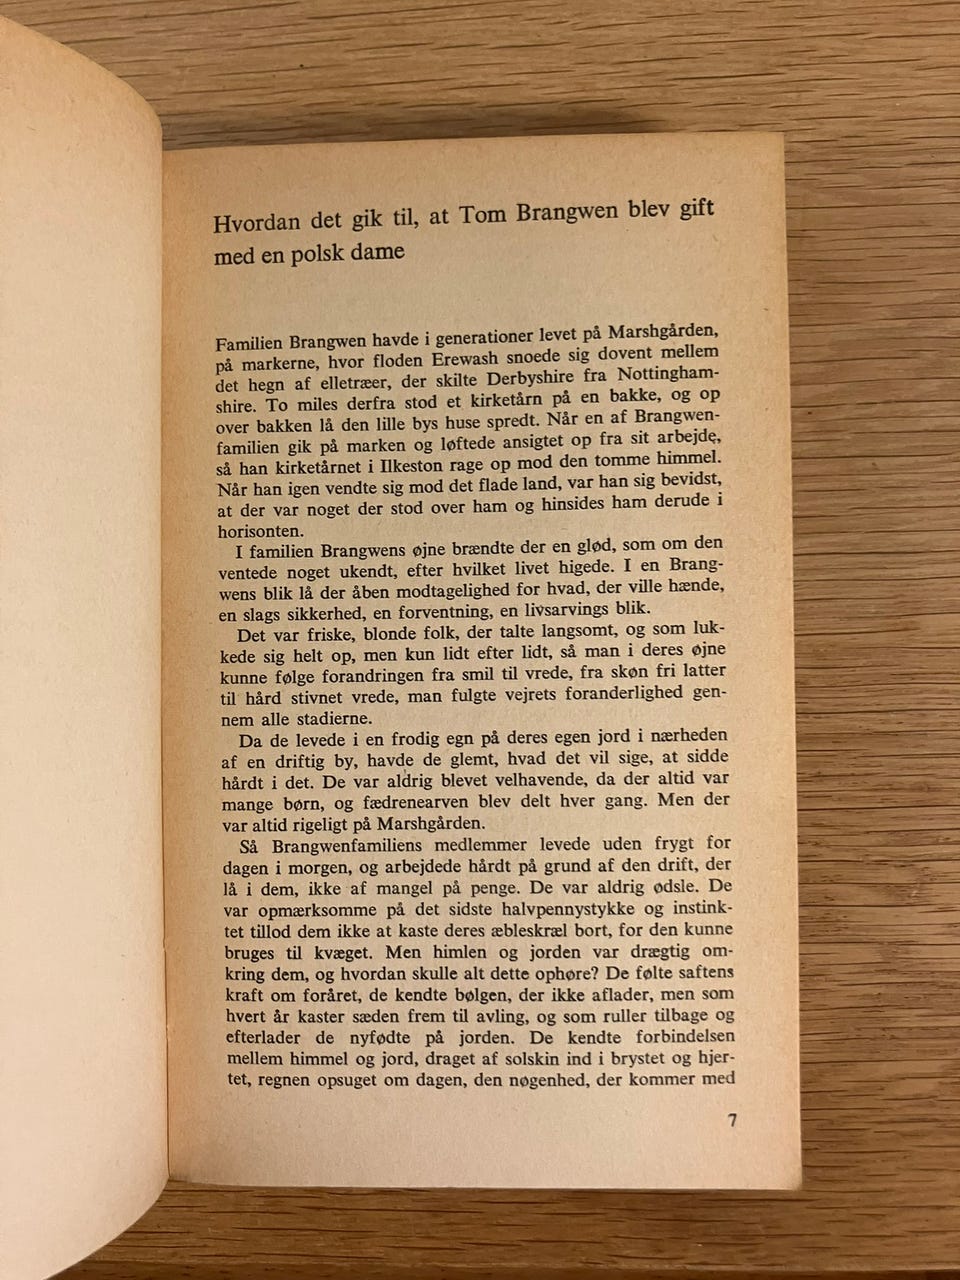 Hvordan det gik til, at Tom Brangwen blev gift
med en polsk dame
Familien Brangwen havde i generationer levet på Marshgården,
på markerne, hvor floden Erewash snoede sig dovent mellem
det hegn af elletræer, der skilte Derbyshire fra Nottingham-
shire. To miles derfra stod et kirketårn på en bakke, og op
over bakken lå den lille bys huse spredt. Når en af Brangwen-
familien gik på marken og løftede ansigtet op fra sit arbejde,
så han kirketårnet i Ilkeston rage op mod den tomme himmel.
Når han igen vendte sig mod det flade land, var han sig bevidst,
at der var noget der stod over ham og hinsides ham derude i
horisonten.
I familien Brangwens øjne brændte der en glød, som om den
ventede noget ukendt, efter hvilket livet higede. I en Brang-
wens blik lå der åben modtagelighed for hvad, der ville hænde,
en slags sikkerhed, en forventning, en livsarvings blik.
Det var friske, blonde folk, der talte langsomt, og som luk-
kede sig helt op, men kun lidt efter lidt, så man i deres øjne
kunne følge forandringen fra smil til vrede, fra skøn fri latter
til hård stivnet vrede, man fulgte vejrets foranderlighed gen-
nem alle stadierne.
Da de levede i en frodig egn på deres egen jord i nærheden
af en driftig by, havde de glemt, hvad det vil sige, at sidde
hårdt i det. De var aldrig blevet velhavende, da der altid var
mange børn, og fædrenearven blev delt hver gang. Men der
var altid rigeligt på Marshgården.
Så Brangwenfamiliens medlemmer levede uden frygt for
dagen i morgen, og arbejdede hårdt på grund af den drift, der
lå i dem, ikke af mangel på penge. De var aldrig ødsle. De
var opmærksomme på det sidste halvpennystykke og instink-
tet tillod dem ikke at kaste deres æbleskræl bort, for den kunne
bruges til kvæget. Men himlen og jorden var drægtig om-
kring dem, og hvordan skulle alt dette ophøre? De følte saftens
kraft om foråret, de kendte bølgen, der ikke aflader, men som
hvert år kaster sæden frem til avling, og som ruller tilbage og
efterlader de nyfødte på jorden. De kendte forbindelsen
mellem himmel og jord, draget af solskin ind i brystet og hjer-
tet, regnen opsuget om dagen, den nøgenhed, der kommer med
7